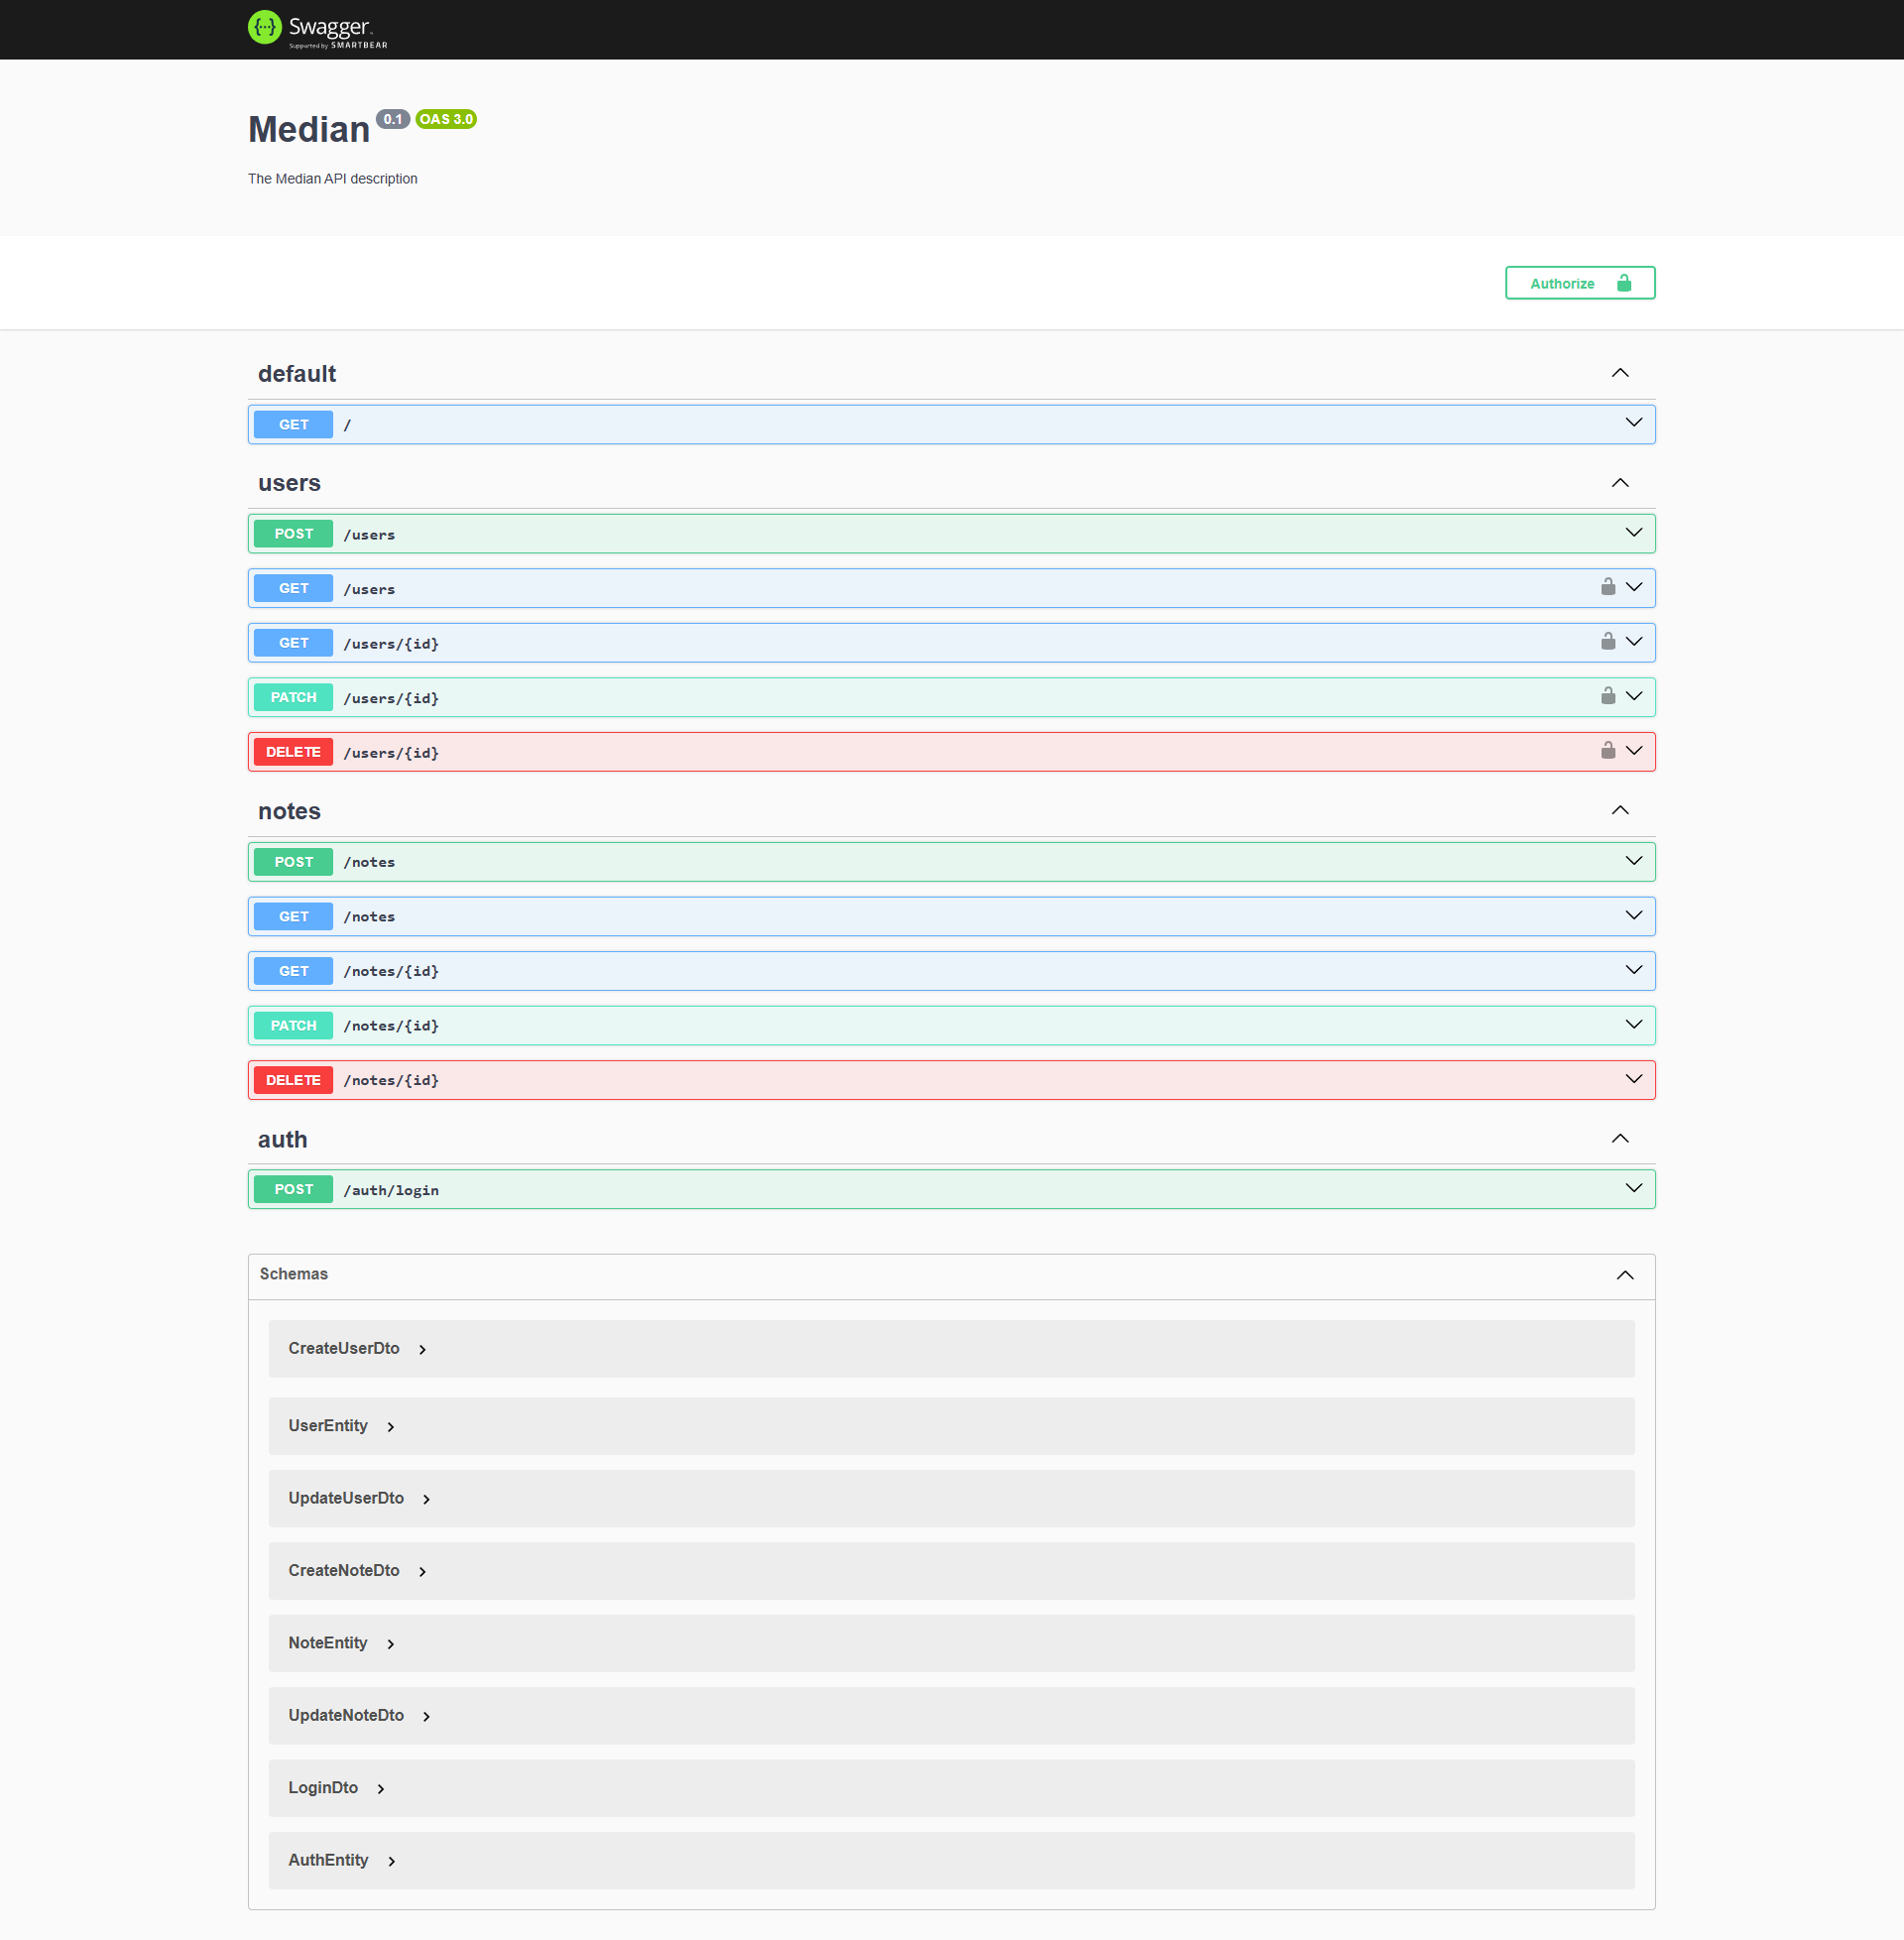 Swagger
Supported by SMARTBEAR
Median 0.1 OAS 3.0
The Median API description
Authorize
default
GET /
users
POST /users
GET /users
GET /users/{id}
PATCH /users/{id}
DELETE /users/{id}
notes
POST /notes
GET /notes
GET /notes/{id}
PATCH /notes/{id}
DELETE /notes/{id}
auth
POST /auth/login
Schemas
CreateUserDto
UserEntity
UpdateUserDto
CreateNoteDto
NoteEntity
UpdateNoteDto
LoginDto
AuthEntity